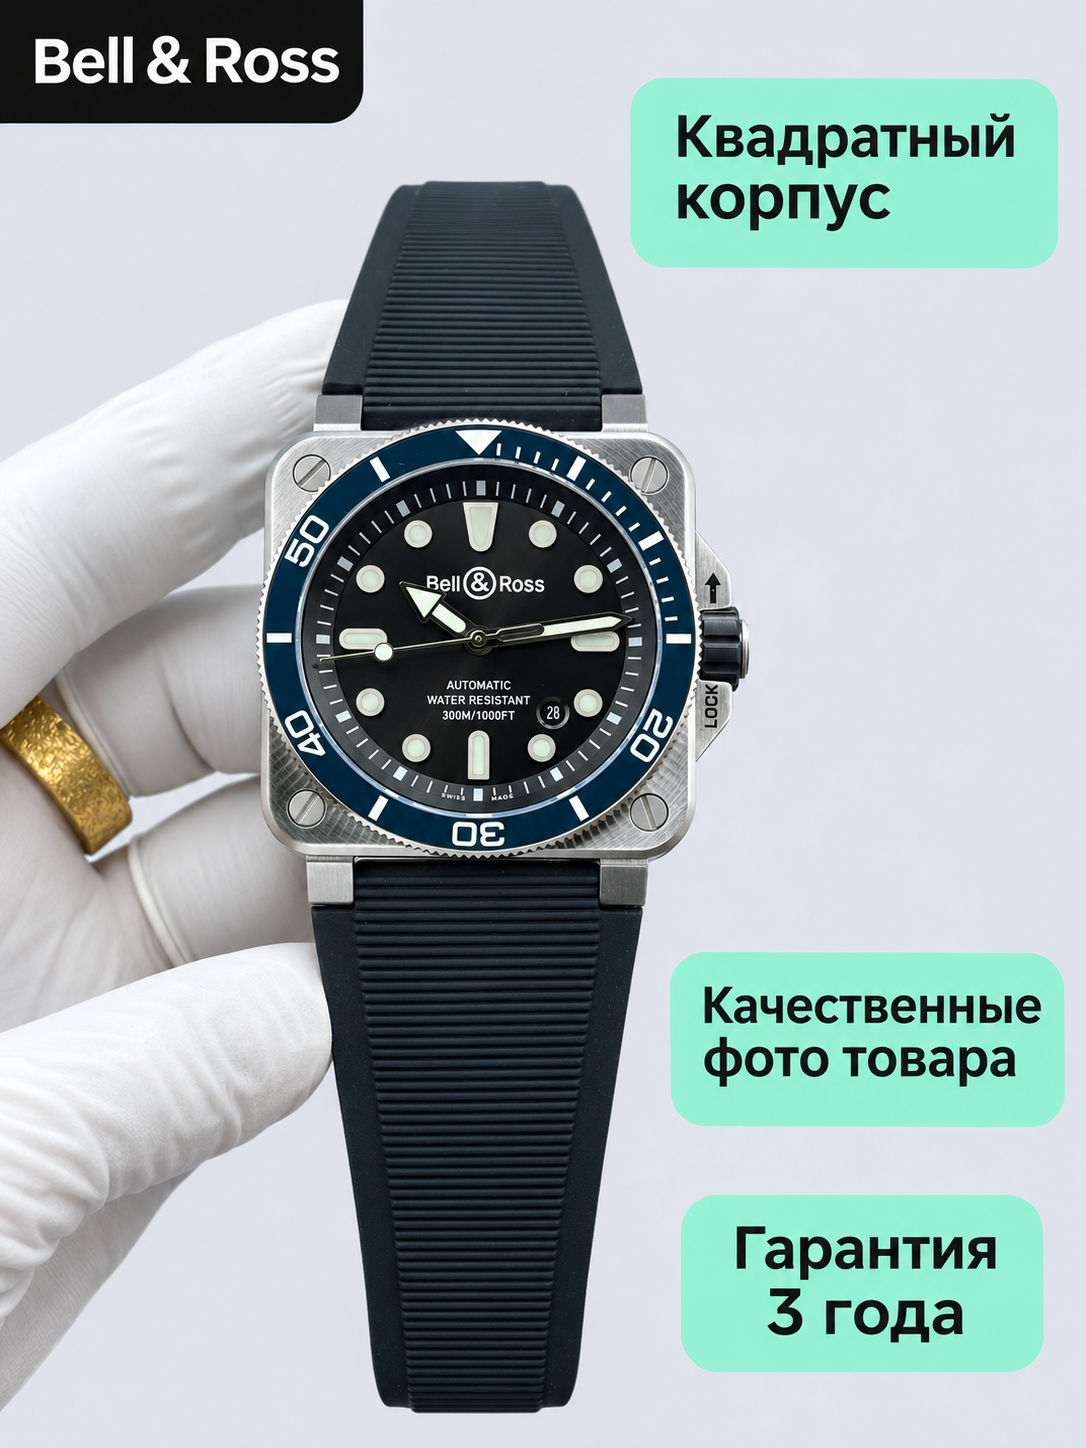 Bell & Ross
Квадратный
корпус
50
Bell & Ross
AUTOMATIC
WATER RESISTANT
300M/1000FT
28
LOCK
40
20
30
SWISS MADE
Качественные
фото товара
Гарантия
3 года